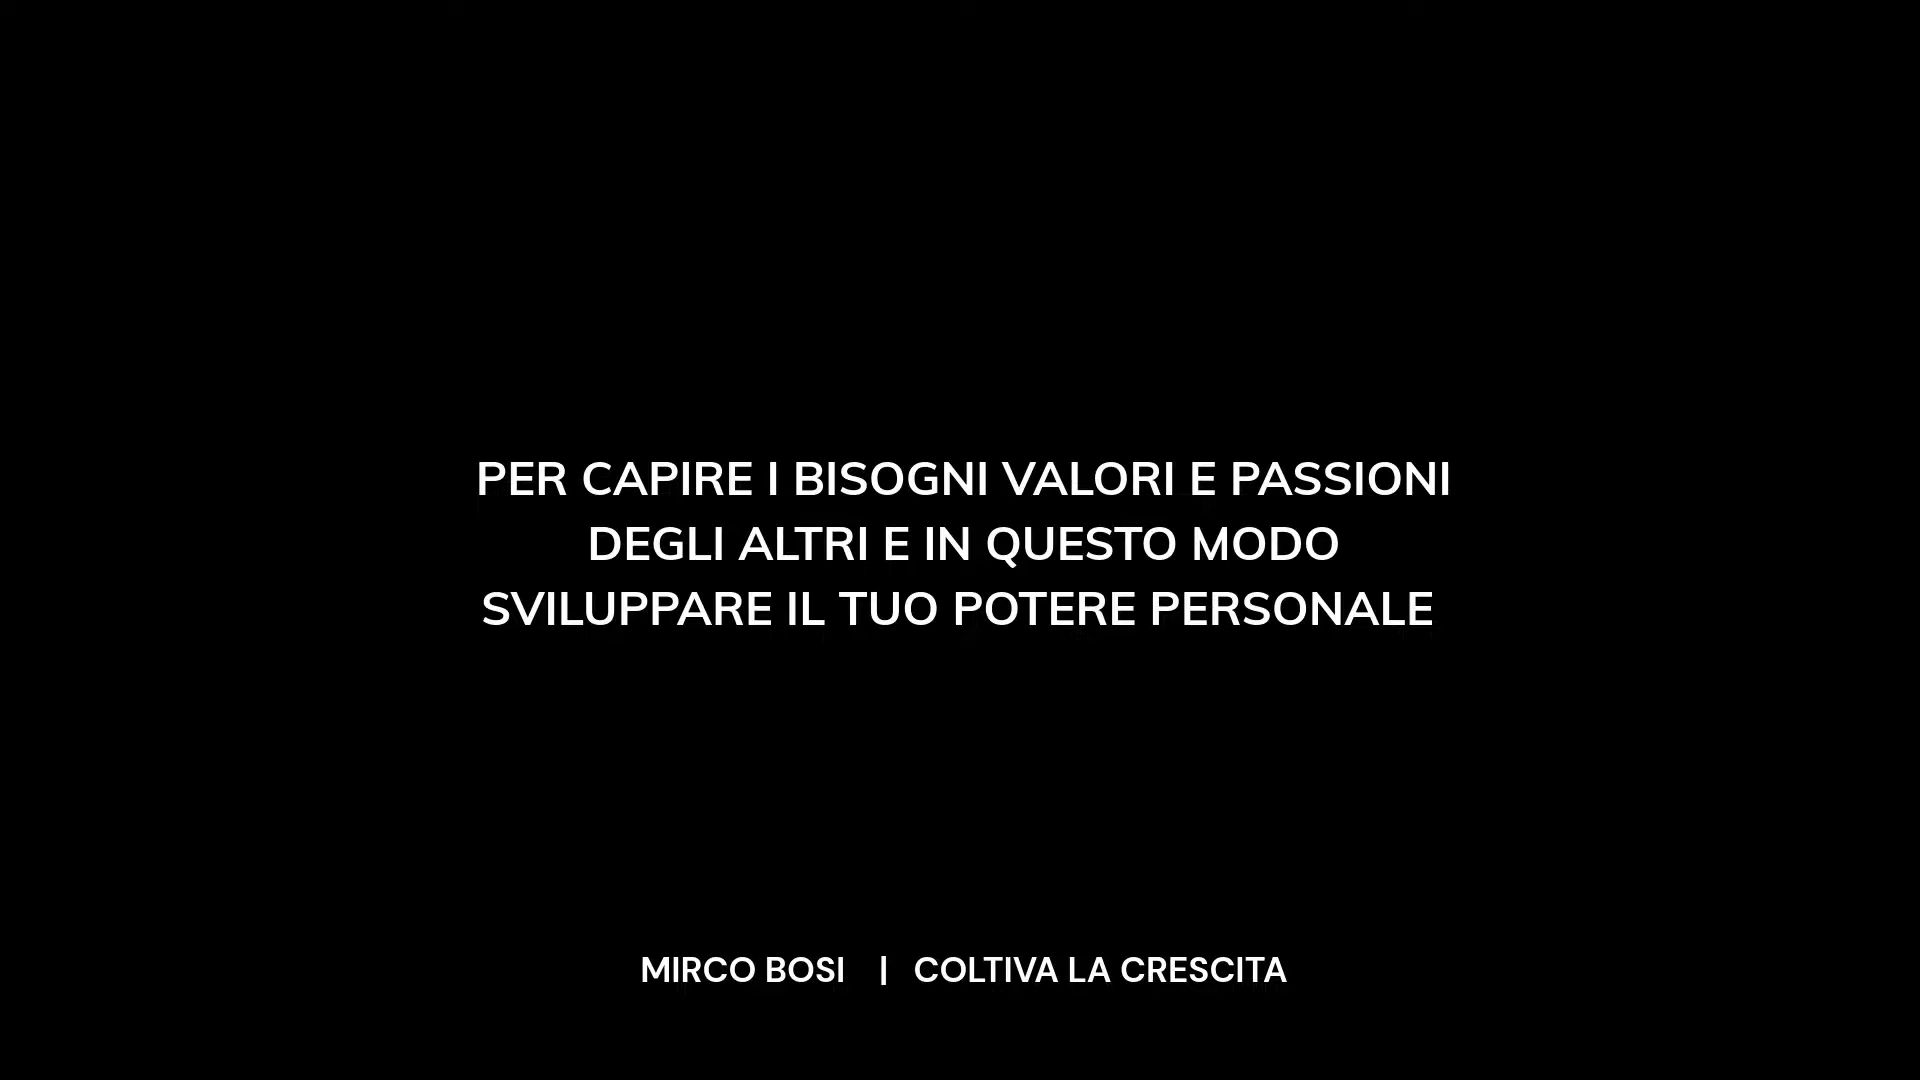 PER CAPIRE I BISOGNI VALORI E PASSIONI
DEGLI ALTRI E IN QUESTO MODO
SVILUPPARE IL TUO POTERE PERSONALE
MIRCO BOSI | COLTIVA LA CRESCITA